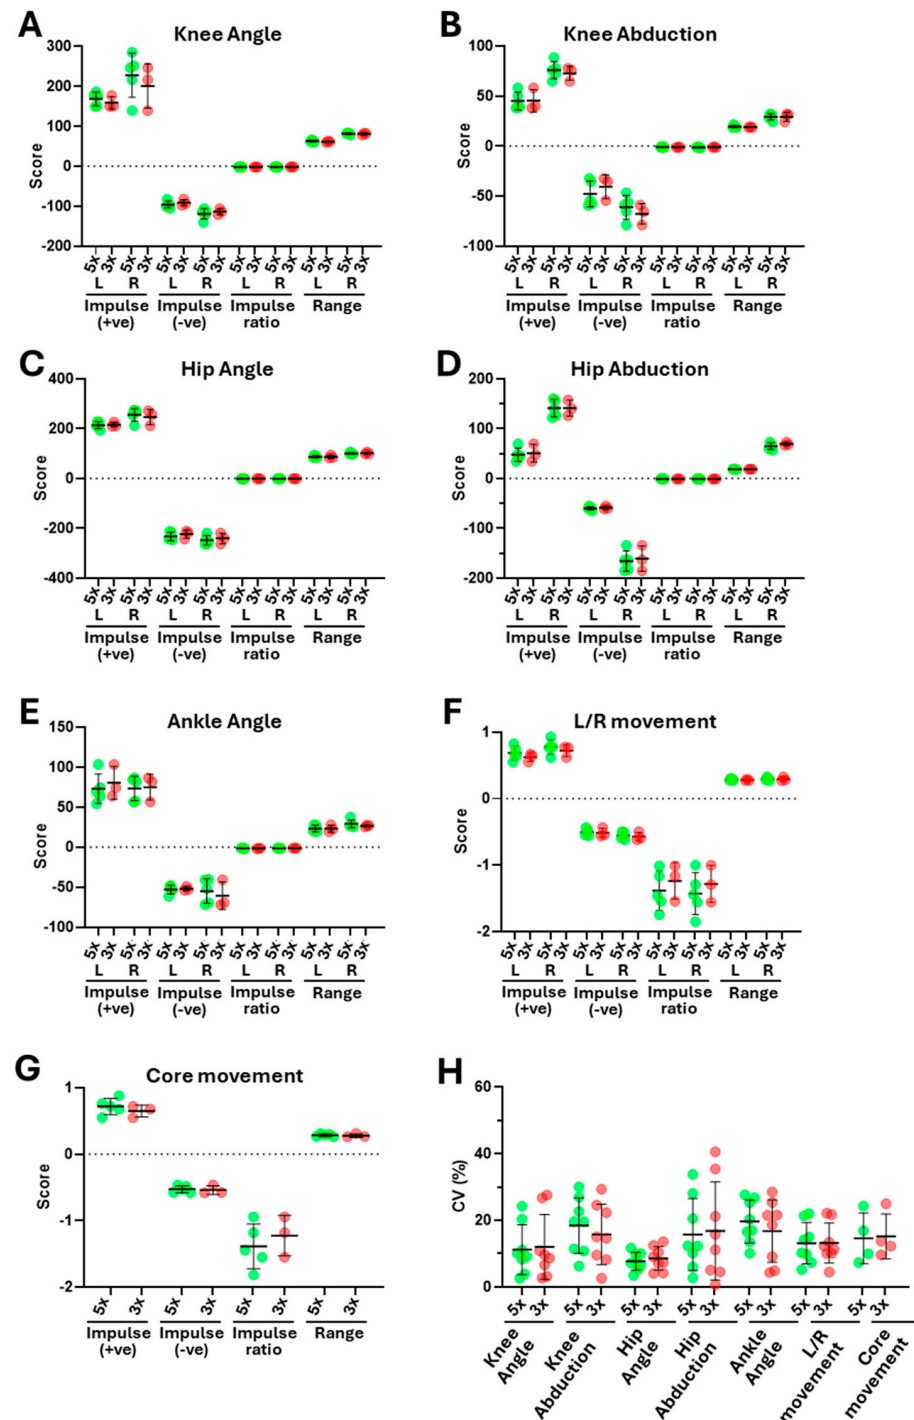 A
Knee Angle
300
200
100
0
-100
-200
Score
5x 3x 5x 3x 5x 3x 5x 3x 5x 3x 5x 3x 5x 3x 5x 3x
L R L R L R L R
Impulse (+ve)
Impulse (-ve)
Impulse ratio
Range
B
Knee Abduction
100
50
0
-50
-100
Score
5x 3x 5x 3x 5x 3x 5x 3x 5x 3x 5x 3x 5x 3x 5x 3x
L R L R L R L R
Impulse (+ve)
Impulse (-ve)
Impulse ratio
Range
C
Hip Angle
400
200
0
-200
-400
Score
5x 3x 5x 3x 5x 3x 5x 3x 5x 3x 5x 3x 5x 3x 5x 3x
L R L R L R L R
Impulse (+ve)
Impulse (-ve)
Impulse ratio
Range
D
Hip Abduction
200
100
0
-100
-200
Score
5x 3x 5x 3x 5x 3x 5x 3x 5x 3x 5x 3x 5x 3x 5x 3x
L R L R L R L R
Impulse (+ve)
Impulse (-ve)
Impulse ratio
Range
E
Ankle Angle
150
100
50
0
-50
-100
Score
5x 3x 5x 3x 5x 3x 5x 3x 5x 3x 5x 3x 5x 3x 5x 3x
L R L R L R L R
Impulse (+ve)
Impulse (-ve)
Impulse ratio
Range
F
L/R movement
1
0
-1
-2
Score
5x 3x 5x 3x 5x 3x 5x 3x 5x 3x 5x 3x 5x 3x 5x 3x
L R L R L R L R
Impulse (+ve)
Impulse (-ve)
Impulse ratio
Range
G
Core movement
1
0
-1
-2
Score
5x 3x 5x 3x 5x 3x 5x 3x
Impulse (+ve)
Impulse (-ve)
Impulse ratio
Range
H
60
40
20
0
CV (%)
5x 3x 5x 3x 5x 3x 5x 3x 5x 3x 5x 3x 5x 3x
Knee Angle
Knee Abduction
Hip Angle
Hip Abduction
Ankle Angle
L/R movement
Core movement